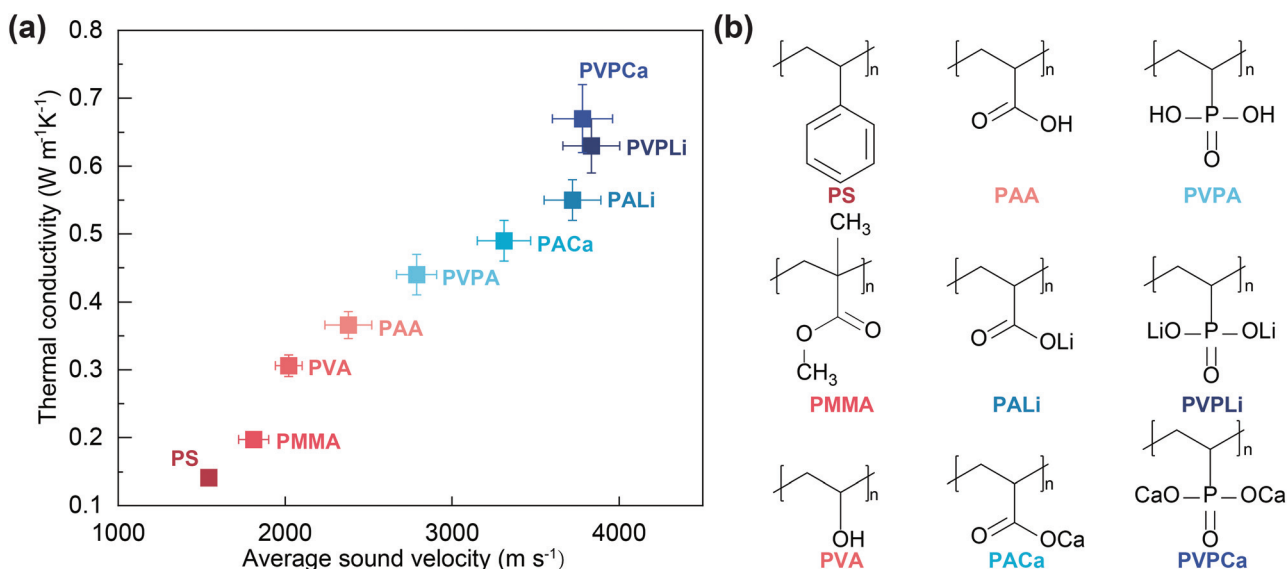 (a)
Thermal conductivity (W m⁻¹K⁻¹)
0.8
0.7
0.6
0.5
0.4
0.3
0.2
0.1
PVPCa
PVPLi
PALi
PACa
PVPA
PAA
PVA
PMMA
PS
1000 2000 3000 4000
Average sound velocity (m s⁻¹)
(b)
n
PS
n
O
OH
PAA
n
HO P OH
O
PVPA
CH₃
n
O O
CH₃
PMMA
n
O
OLi
PALi
n
LiO P OLi
O
PVPLi
n
OH
PVA
n
O
OCa
PACa
n
CaO P OCa
O
PVPCa